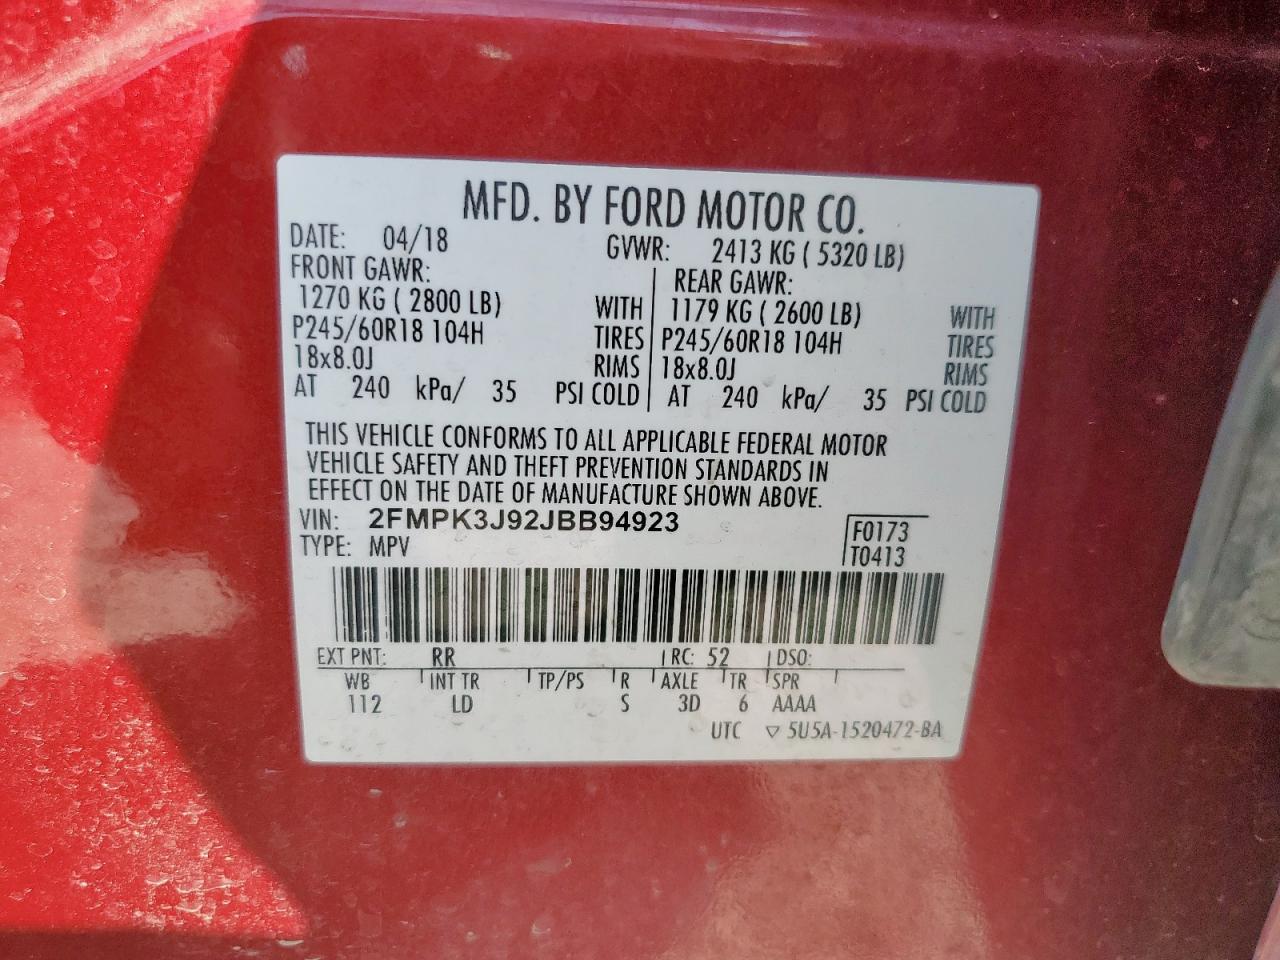 MFD. BY FORD MOTOR CO.
DATE: 04/18 GVWR: 2413 KG ( 5320 LB)
FRONT GAWR: REAR GAWR:
1270 KG ( 2800 LB) WITH 1179 KG ( 2600 LB) WITH
P245/60R18 104H TIRES P245/60R18 104H TIRES
18x8.0J RIMS 18x8.0J RIMS
AT 240 kPa/ 35 PSI COLD AT 240 kPa/ 35 PSI COLD
THIS VEHICLE CONFORMS TO ALL APPLICABLE FEDERAL MOTOR
VEHICLE SAFETY AND THEFT PREVENTION STANDARDS IN
EFFECT ON THE DATE OF MANUFACTURE SHOWN ABOVE.
VIN: 2FMPK3J92JBB94923 F0173
TYPE: MPV T0413
EXT PNT: RR RC: 52 DSO:
WB INT TR TP/PS R AXLE TR SPR
112 LD S 3D 6 AAAA
UTC ▽ 5U5A-1520472-BA